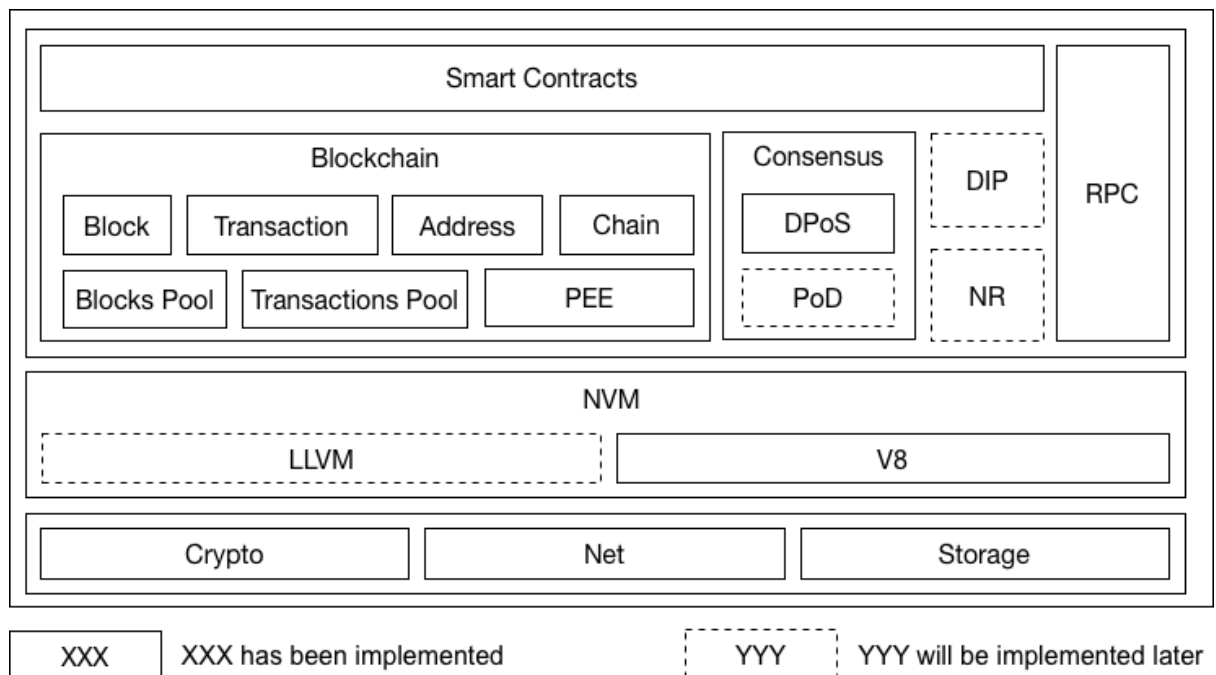 Smart Contracts
RPC
Blockchain
Block
Transaction
Address
Chain
Blocks Pool
Transactions Pool
PEE
Consensus
DPoS
PoD
DIP
NR
NVM
LLVM
V8
Crypto
Net
Storage
XXX
XXX has been implemented
YYY
YYY will be implemented later